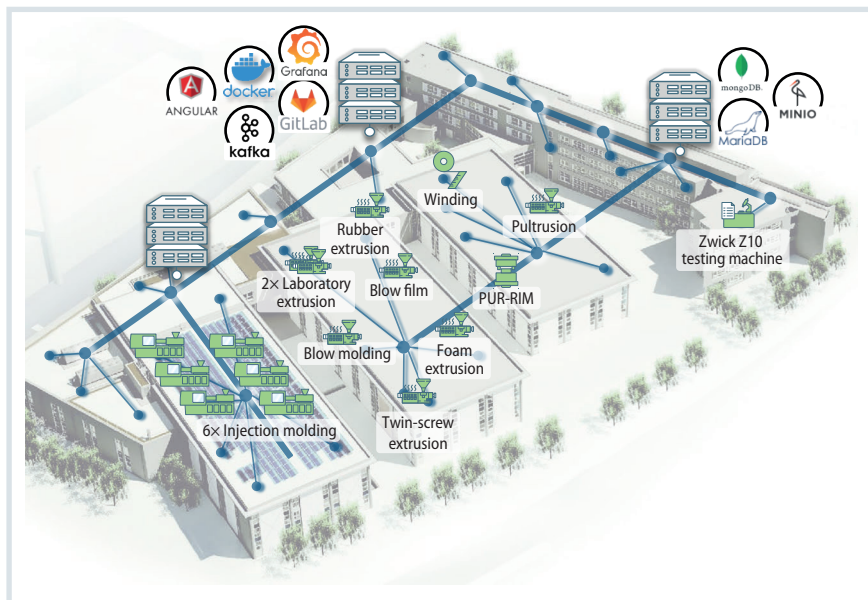 Grafana
docker
ANGULAR
GitLab
kafka
mongoDB.
MINIO
MariaDB
Winding
Rubber
extrusion
Pultrusion
Zwick Z10
testing machine
2× Laboratory
extrusion
Blow film
PUR-RIM
Blow molding
Foam
extrusion
Twin-screw
extrusion
6× Injection molding